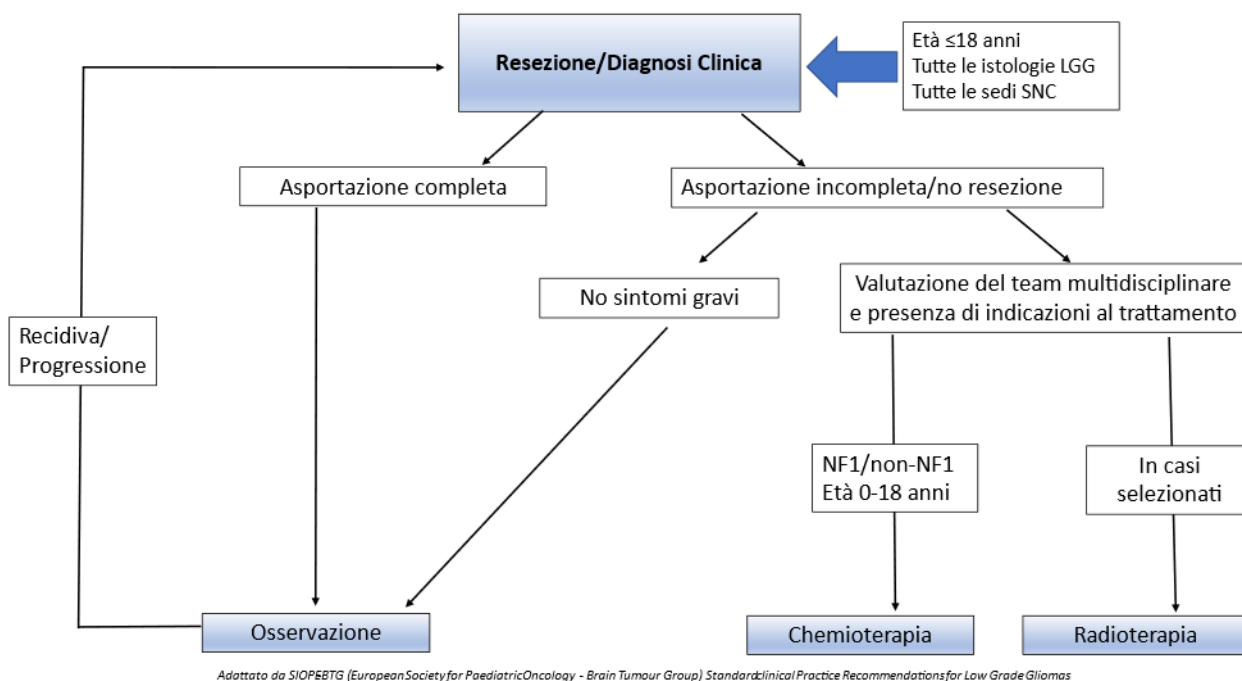 Resezione/Diagnosi Clinica
Età ≤18 anni
Tutte le istologie LGG
Tutte le sedi SNC
Asportazione completa
Asportazione incompleta/no resezione
No sintomi gravi
Valutazione del team multidisciplinare
e presenza di indicazioni al trattamento
Recidiva/
Progressione
NF1/non-NF1
Età 0-18 anni
In casi
selezionati
Osservazione
Chemioterapia
Radioterapia
Adattato da SIOPEBTG (European Society for Paediatric Oncology - Brain Tumour Group) Standard clinical Practice Recommendations for Low Grade Gliomas